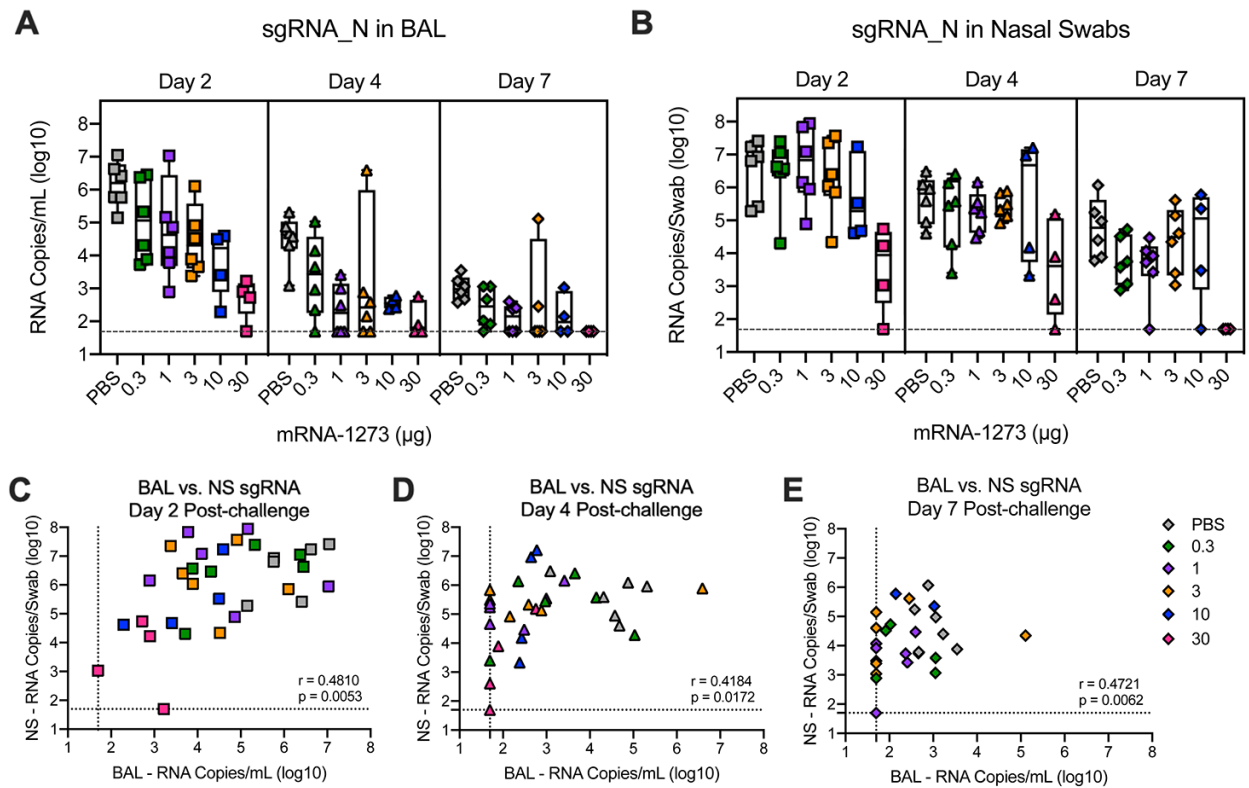 A
sgRNA_N in BAL
Day 2 Day 4 Day 7
RNA Copies/mL (log10)
8
7
6
5
4
3
2
1
PBS 0.3 1 3 10 30 PBS 0.3 1 3 10 30 PBS 0.3 1 3 10 30
mRNA-1273 (µg)
B
sgRNA_N in Nasal Swabs
Day 2 Day 4 Day 7
RNA Copies/Swab (log10)
8
7
6
5
4
3
2
1
PBS 0.3 1 3 10 30 PBS 0.3 1 3 10 30 PBS 0.3 1 3 10 30
mRNA-1273 (µg)
C
BAL vs. NS sgRNA
Day 2 Post-challenge
NS - RNA Copies/Swab (log10)
8
7
6
5
4
3
2
1
r = 0.4810
p = 0.0053
1 2 3 4 5 6 7 8
BAL - RNA Copies/mL (log10)
D
BAL vs. NS sgRNA
Day 4 Post-challenge
NS - RNA Copies/Swab (log10)
8
7
6
5
4
3
2
1
r = 0.4184
p = 0.0172
1 2 3 4 5 6 7 8
BAL - RNA Copies/mL (log10)
E
BAL vs. NS sgRNA
Day 7 Post-challenge
NS - RNA Copies/Swab (log10)
8
7
6
5
4
3
2
1
r = 0.4721
p = 0.0062
1 2 3 4 5 6 7 8
BAL - RNA Copies/mL (log10)
PBS
0.3
1
3
10
30